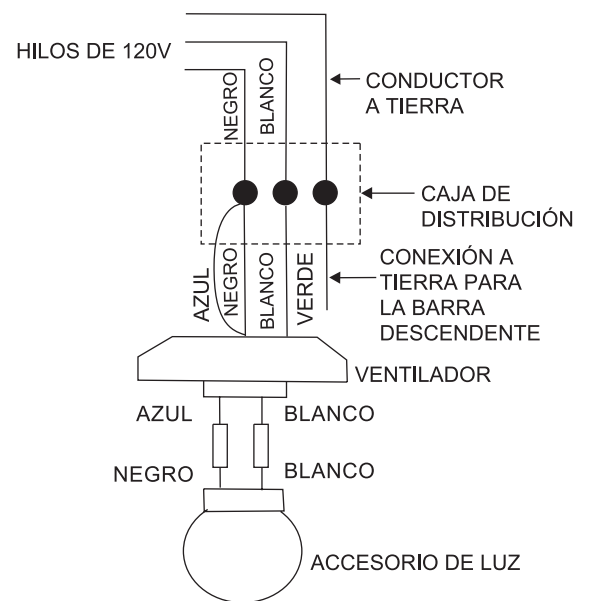 HILOS DE 120V
NEGRO
BLANCO
CONDUCTOR
A TIERRA
CAJA DE
DISTRIBUCIÓN
AZUL
NEGRO
BLANCO
VERDE
CONEXIÓN A
TIERRA PARA
LA BARRA
DESCENDENTE
VENTILADOR
AZUL
BLANCO
NEGRO
BLANCO
ACCESORIO DE LUZ